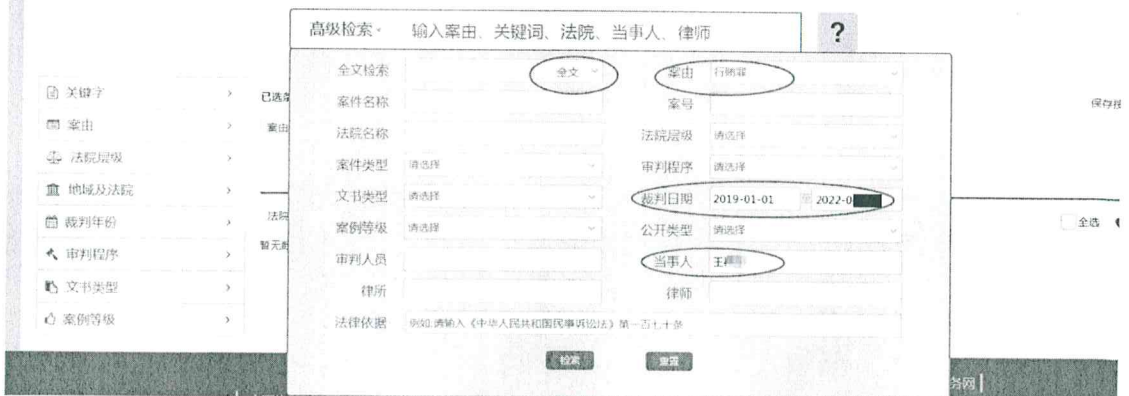 高级检索
输入案由、关键词、法院、当事人、律师
?
全文检索
全文
案由
行贿罪
案件名称
案号
法院名称
法院层级
请选择
案件类型
请选择
审判程序
请选择
文书类型
请选择
裁判日期
2019-01-01
至
2022-0
案例等级
请选择
公开类型
请选择
审判人员
当事人
王
律所
律师
法律依据
例如:请输入《中华人民共和国民事诉讼法》第一百七十条
检索
重置
关键字
案由
法院层级
地域及法院
裁判年份
审判程序
文书类型
案例等级
已选条
案由
法院
暂无
保存
全选
务网